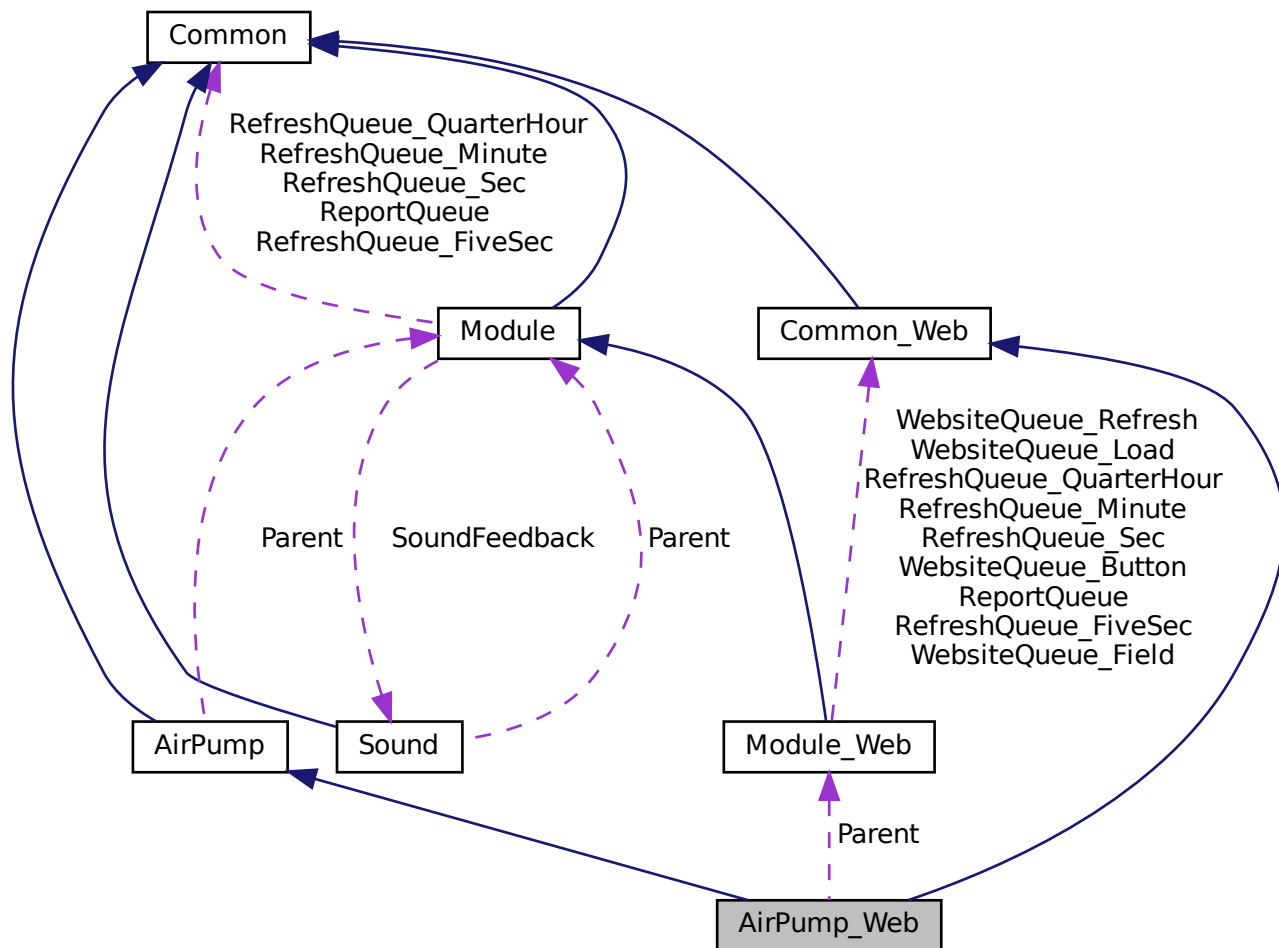 Common
RefreshQueue_QuarterHour
RefreshQueue_Minute
RefreshQueue_Sec
ReportQueue
RefreshQueue_FiveSec
Module
Common_Web
WebsiteQueue_Refresh
WebsiteQueue_Load
RefreshQueue_QuarterHour
RefreshQueue_Minute
RefreshQueue_Sec
WebsiteQueue_Button
ReportQueue
RefreshQueue_FiveSec
WebsiteQueue_Field
Parent
SoundFeedback
Parent
AirPump
Sound
Module_Web
Parent
AirPump_Web